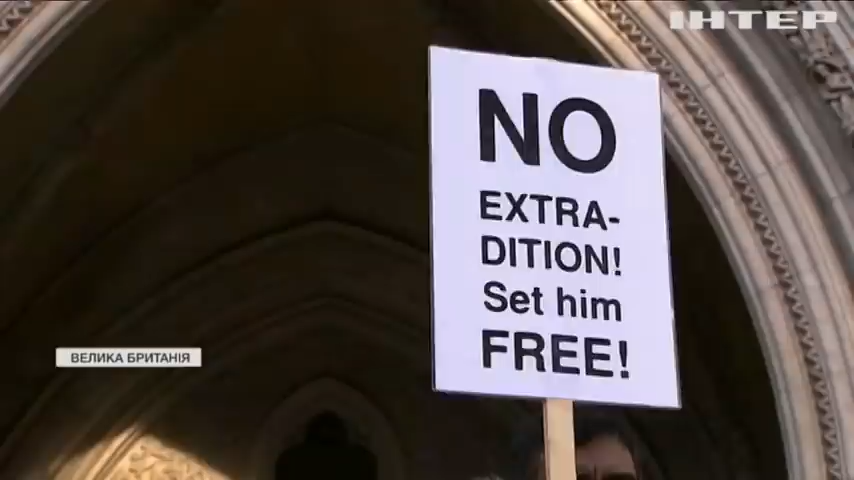 ІНТЕР
NO
EXTRA-
DITION!
Set him
FREE!
ВЕЛИКА БРИТАНІЯ